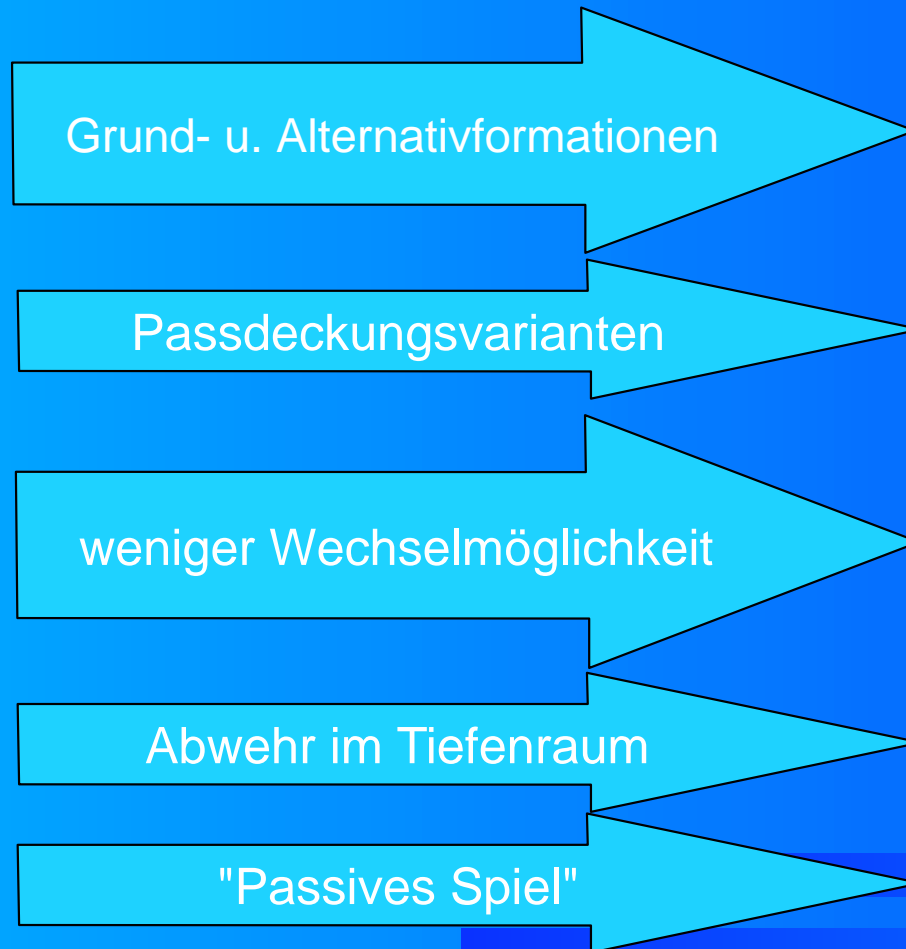 Grund- u. Alternativformationen
Passdeckungsvarianten
weniger Wechselmöglichkeit
Abwehr im Tiefenraum
"Passives Spiel"